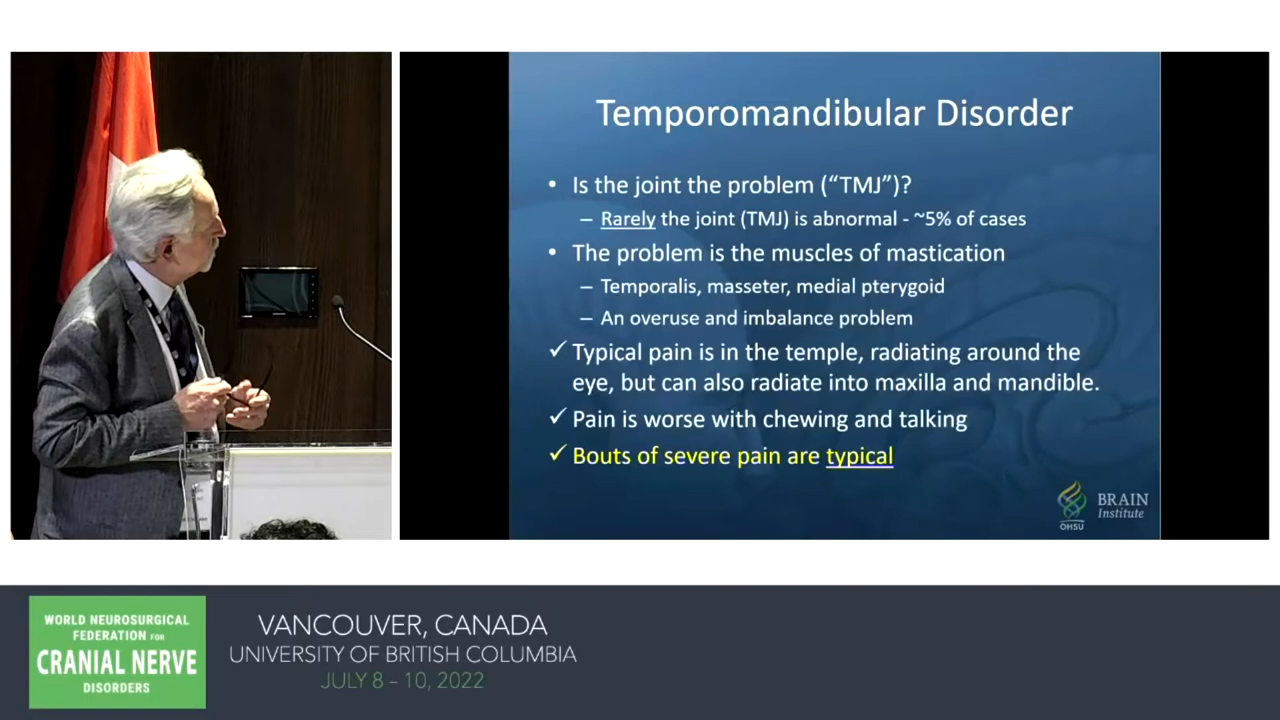 Temporomandibular Disorder
• Is the joint the problem (“TMJ”)?
– Rarely the joint (TMJ) is abnormal - ~5% of cases
• The problem is the muscles of mastication
– Temporalis, masseter, medial pterygoid
– An overuse and imbalance problem
✓ Typical pain is in the temple, radiating around the
eye, but can also radiate into maxilla and mandible.
✓ Pain is worse with chewing and talking
✓ Bouts of severe pain are typical
BRAIN
Institute
OHSU
WORLD NEUROSURGICAL
FEDERATION FOR
CRANIAL NERVE
DISORDERS
VANCOUVER, CANADA
UNIVERSITY OF BRITISH COLUMBIA
JULY 8 – 10, 2022